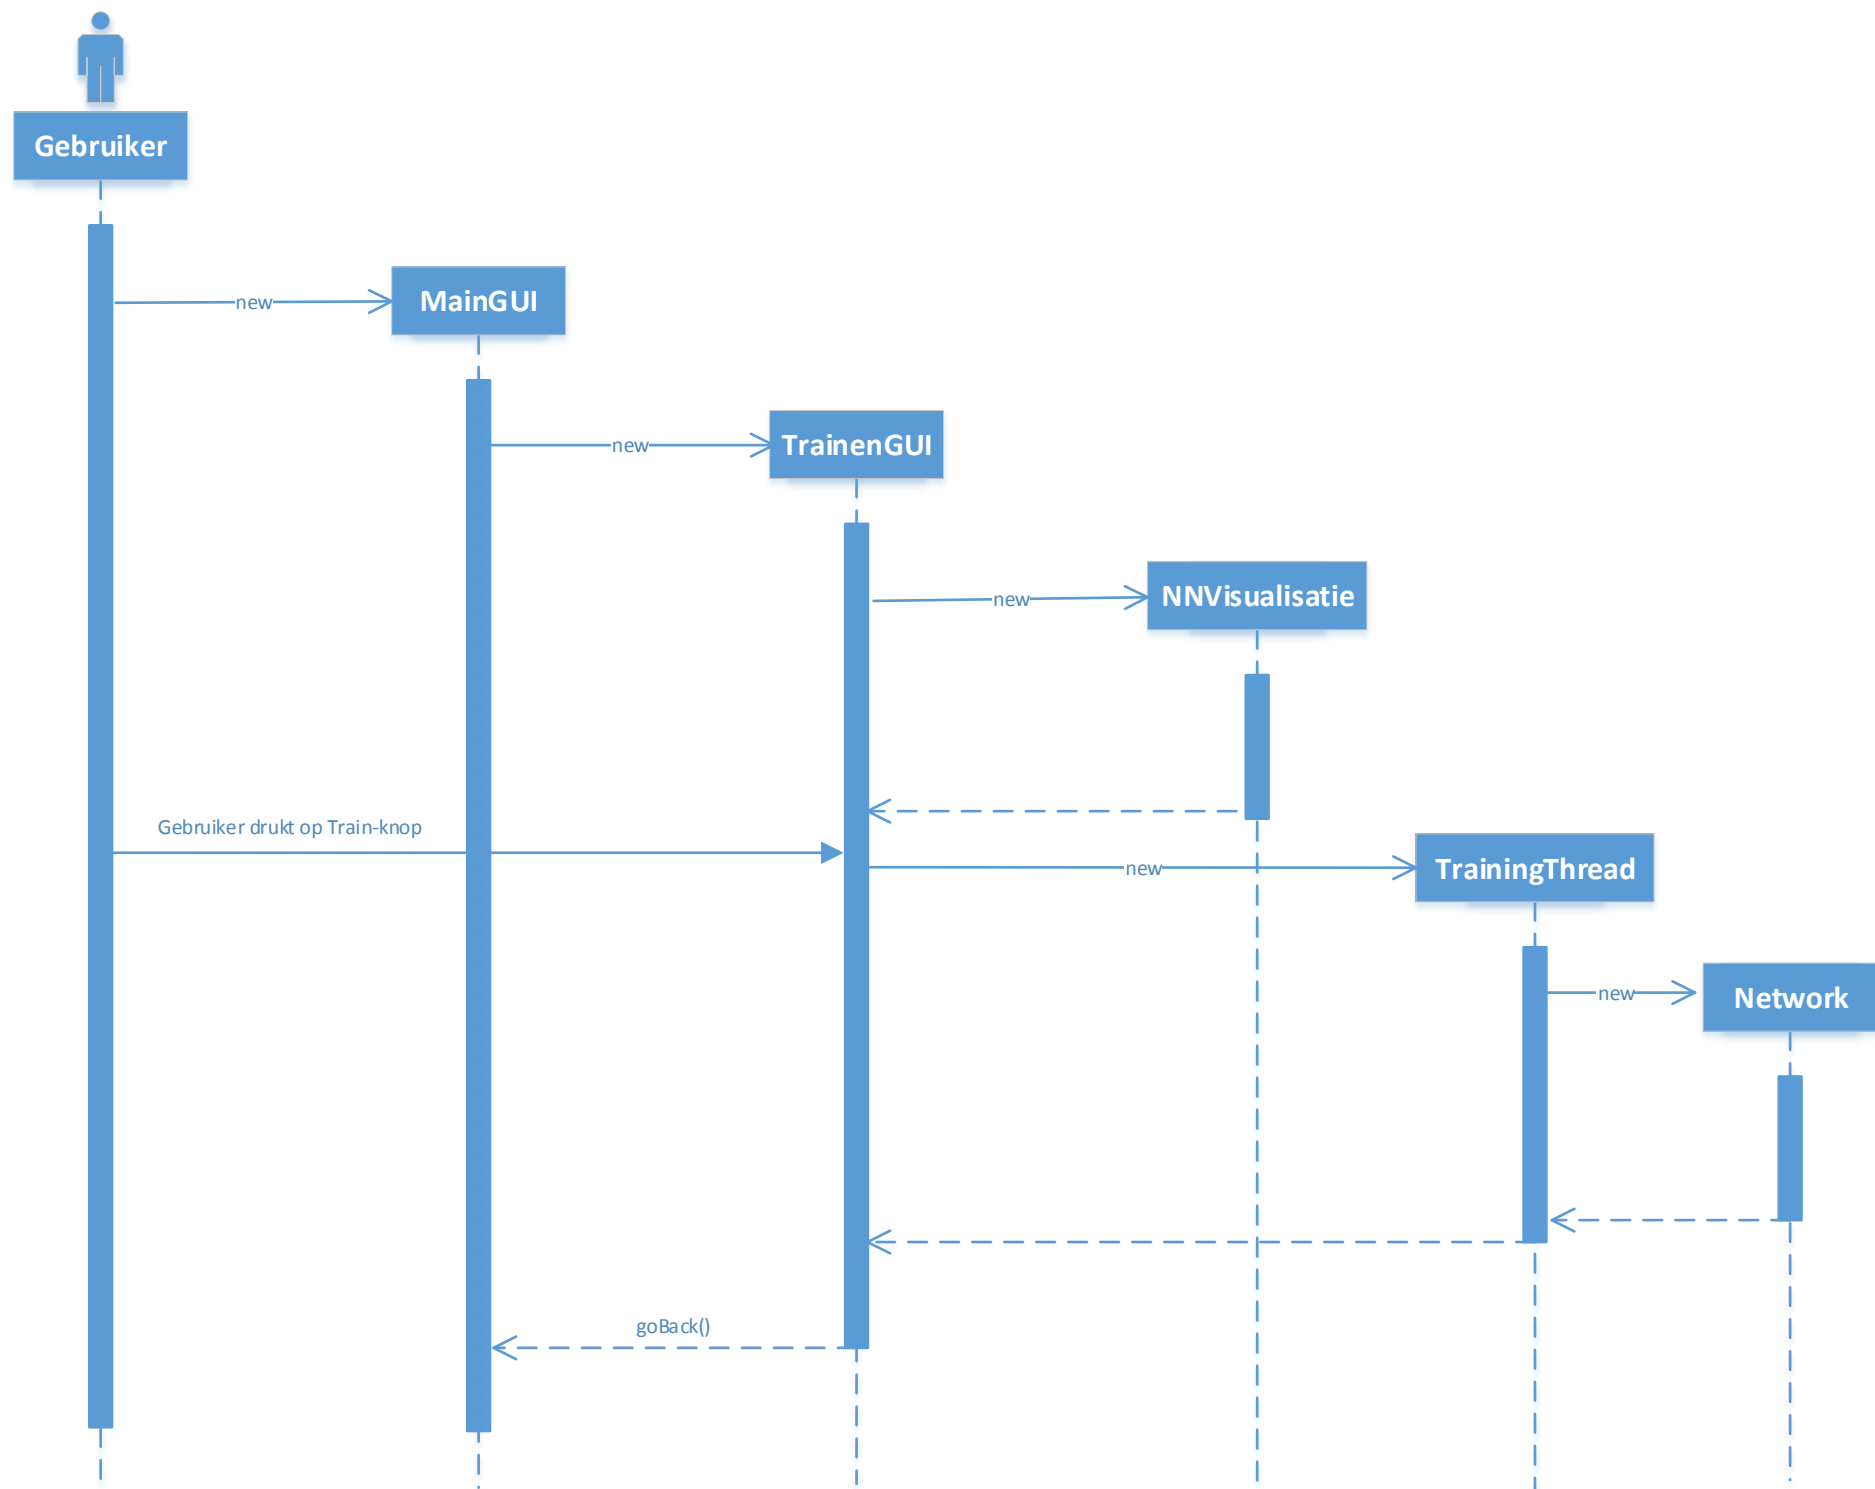 Gebruiker
new
MainGUI
new
TrainenGUI
new
NNVisualisatie
Gebruiker drukt op Train-knop
new
TrainingThread
new
Network
goBack()